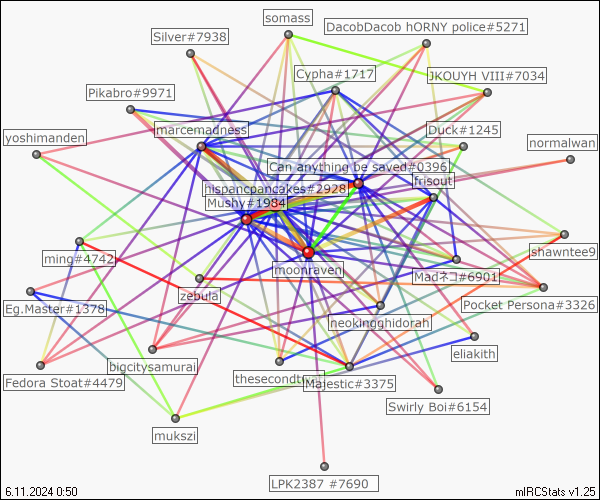 somass
DacobDacob hORNY police#5271
Silver#7938
Cypha#1717
JKOUYH VIII#7034
Pikabro#9971
marcemadness
Duck#1245
yoshimanden
normalwan
Can anything be saved#0396
frisout
hispancpancakes#2928
Mushy#1984
shawntee9
ming#4742
moonraven
Madネコ#6901
zebula
Pocket Persona#3326
Eg.Master#1378
neokingghidorah
eliakith
bigcitysamurai
Fedora Stoat#4479
Majestic#3375
Swirly Boi#6154
mukszi
LPK2387 #7690
6.11.2024 0:50
mIRCStats v1.25